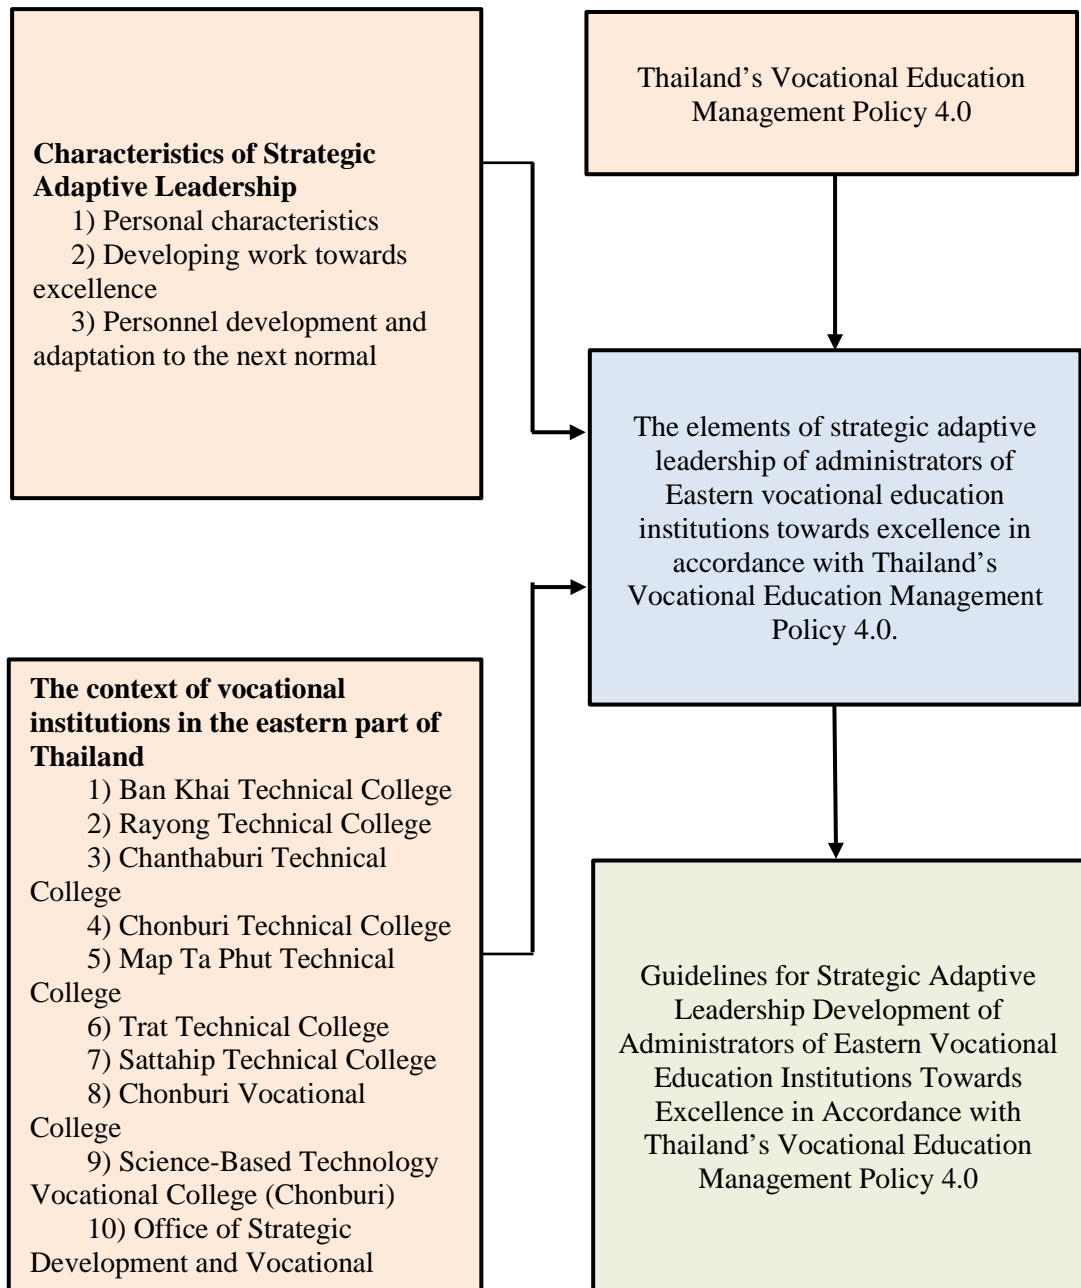 Characteristics of Strategic
Adaptive Leadership
1) Personal characteristics
2) Developing work towards
excellence
3) Personnel development and
adaptation to the next normal
Thailand’s Vocational Education
Management Policy 4.0
The elements of strategic adaptive
leadership of administrators of
Eastern vocational education
institutions towards excellence in
accordance with Thailand’s
Vocational Education Management
Policy 4.0.
The context of vocational
institutions in the eastern part of
Thailand
1) Ban Khai Technical College
2) Rayong Technical College
3) Chanthaburi Technical
College
4) Chonburi Technical College
5) Map Ta Phut Technical
College
6) Trat Technical College
7) Sattahip Technical College
8) Chonburi Vocational
College
9) Science-Based Technology
Vocational College (Chonburi)
10) Office of Strategic
Development and Vocational
Guidelines for Strategic Adaptive
Leadership Development of
Administrators of Eastern Vocational
Education Institutions Towards
Excellence in Accordance with
Thailand’s Vocational Education
Management Policy 4.0